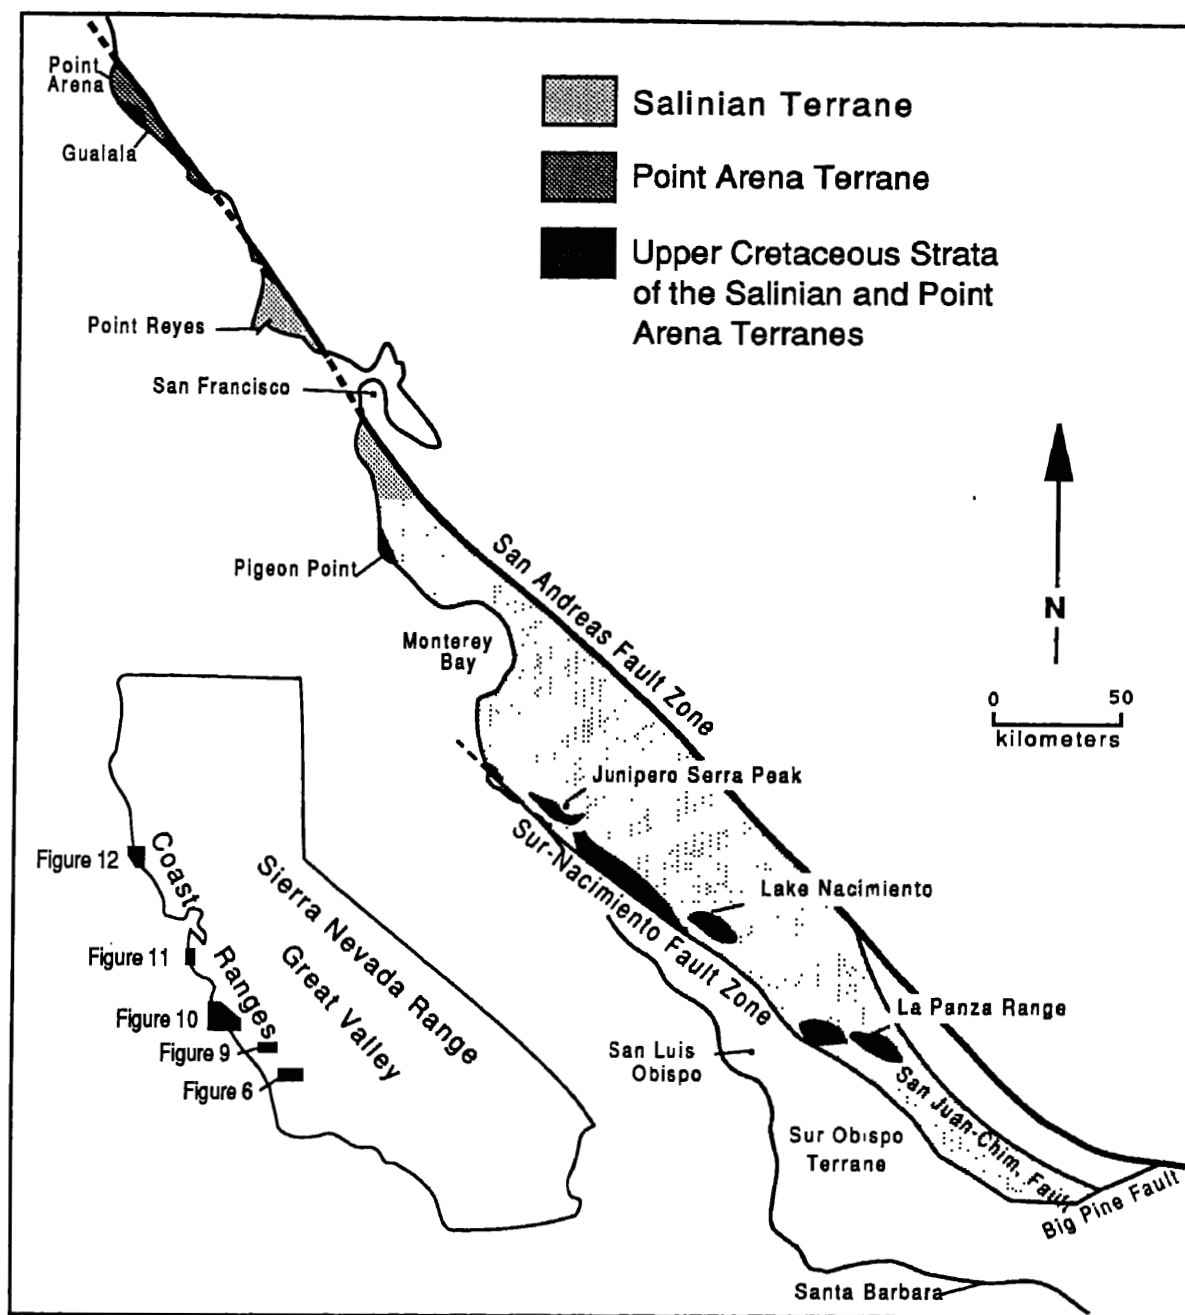 Point
Arena
Gualala
Point Reyes
San Francisco
Pigeon Point
Monterey
Bay
Salinian Terrane
Point Arena Terrane
Upper Cretaceous Strata
of the Salinian and Point
Arena Terranes
N
0 50
kilometers
San Andreas Fault Zone
Junipero Serra Peak
Sur-Nacimiento Fault Zone
Lake Nacimiento
La Panza Range
San Luis
Obispo
San Juan-Chim. Fault
Sur Obispo
Terrane
Big Pine Fault
Santa Barbara
Coast Ranges
Sierra Nevada Range
Great Valley
Figure 12
Figure 11
Figure 10
Figure 9
Figure 6